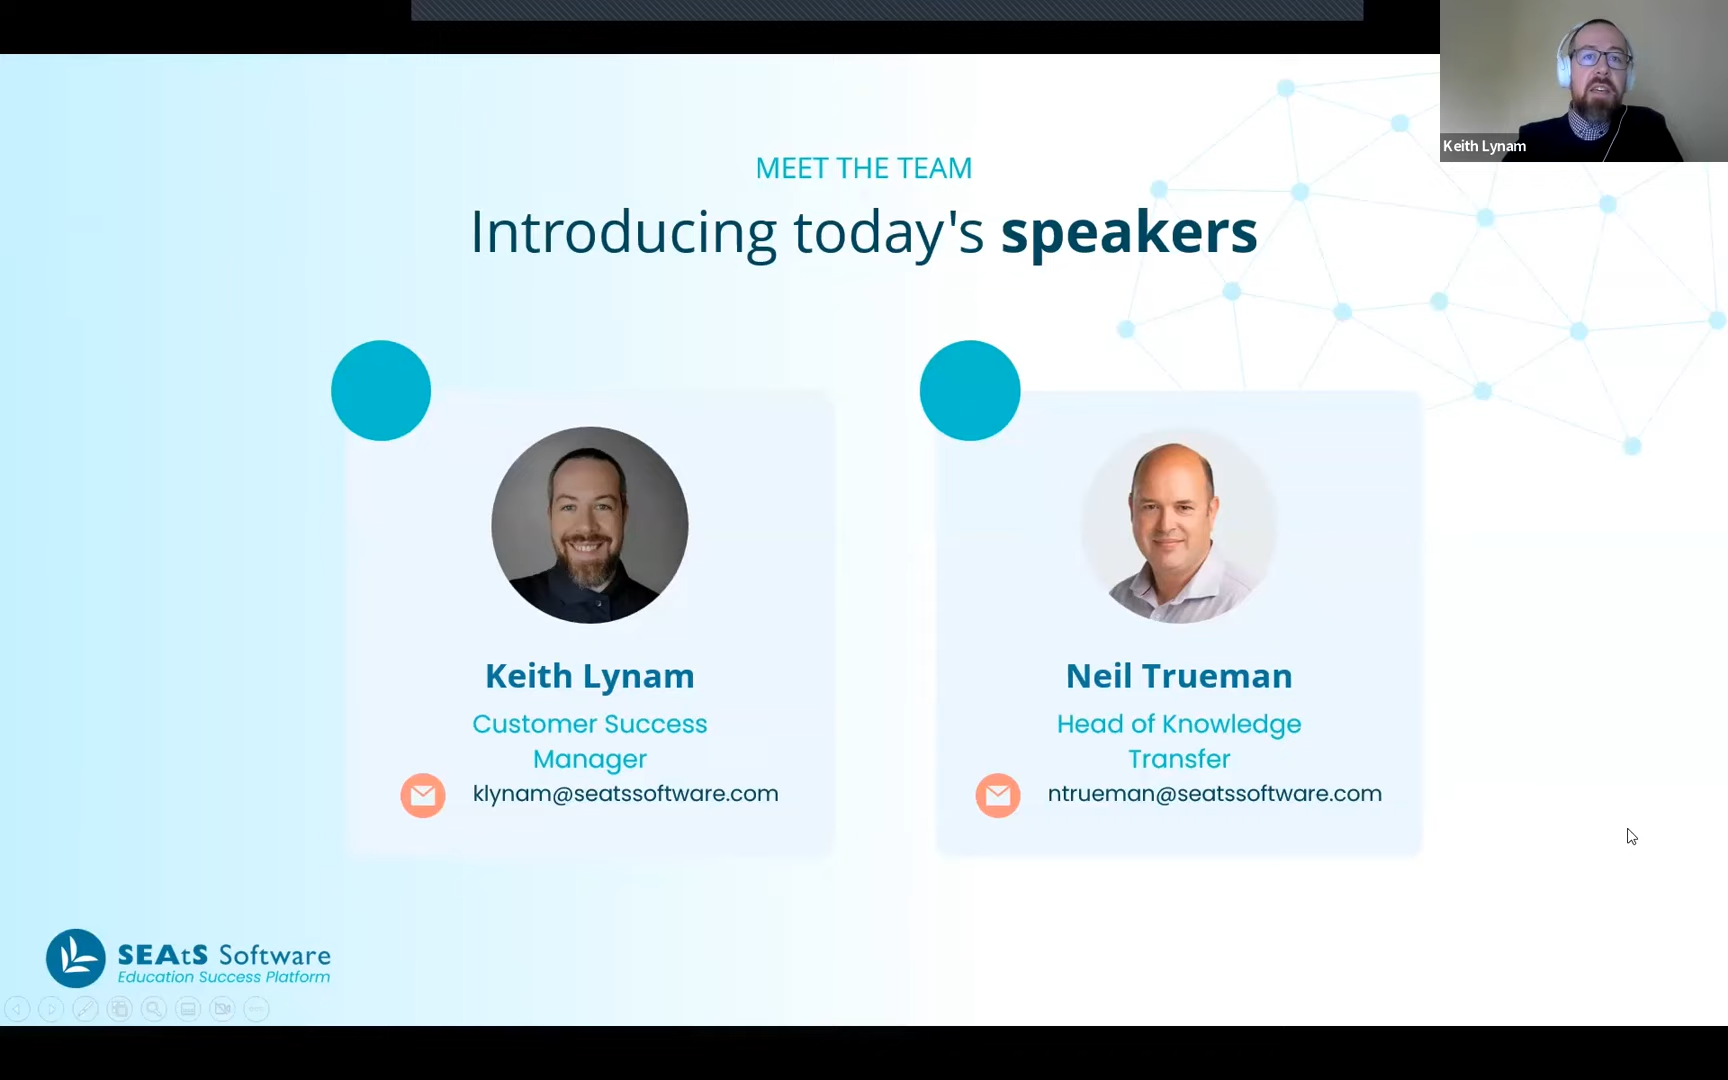 Keith Lynam
MEET THE TEAM
Introducing today's speakers
Keith Lynam
Customer Success
Manager
klynam@seatssoftware.com
Neil Trueman
Head of Knowledge
Transfer
ntrueman@seatssoftware.com
SEAtS Software
Education Success Platform